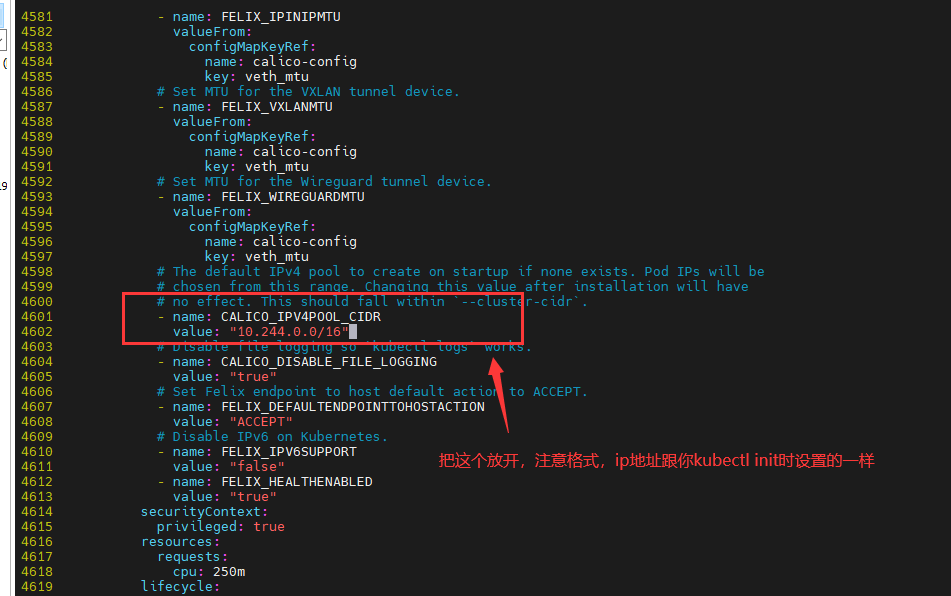 4581 - name: FELIX_IPINIPMTU
4582 valueFrom:
4583 configMapKeyRef:
4584 name: calico-config
4585 key: veth_mtu
4586 # Set MTU for the VXLAN tunnel device.
4587 - name: FELIX_VXLANMTU
4588 valueFrom:
4589 configMapKeyRef:
4590 name: calico-config
4591 key: veth_mtu
4592 # Set MTU for the Wireguard tunnel device.
4593 - name: FELIX_WIREGUARDMTU
4594 valueFrom:
4595 configMapKeyRef:
4596 name: calico-config
4597 key: veth_mtu
4598 # The default IPv4 pool to create on startup if none exists. Pod IPs will be
4599 # chosen from this range. Changing this value after installation will have
4600 # no effect. This should fall within `--cluster-cidr`.
4601 - name: CALICO_IPV4POOL_CIDR
4602 value: "10.244.0.0/16"
4603 # Disable file logging so `kubectl logs` works.
4604 - name: CALICO_DISABLE_FILE_LOGGING
4605 value: "true"
4606 # Set Felix endpoint to host default action to ACCEPT.
4607 - name: FELIX_DEFAULTENDPOINTTOHOSTACTION
4608 value: "ACCEPT"
4609 # Disable IPv6 on Kubernetes.
4610 - name: FELIX_IPV6SUPPORT
4611 value: "false"
4612 - name: FELIX_HEALTHENABLED
4613 value: "true"
4614 securityContext:
4615 privileged: true
4616 resources:
4617 requests:
4618 cpu: 250m
4619 lifecycle:
把这个放开，注意格式，ip地址跟你kubectl init时设置的一样